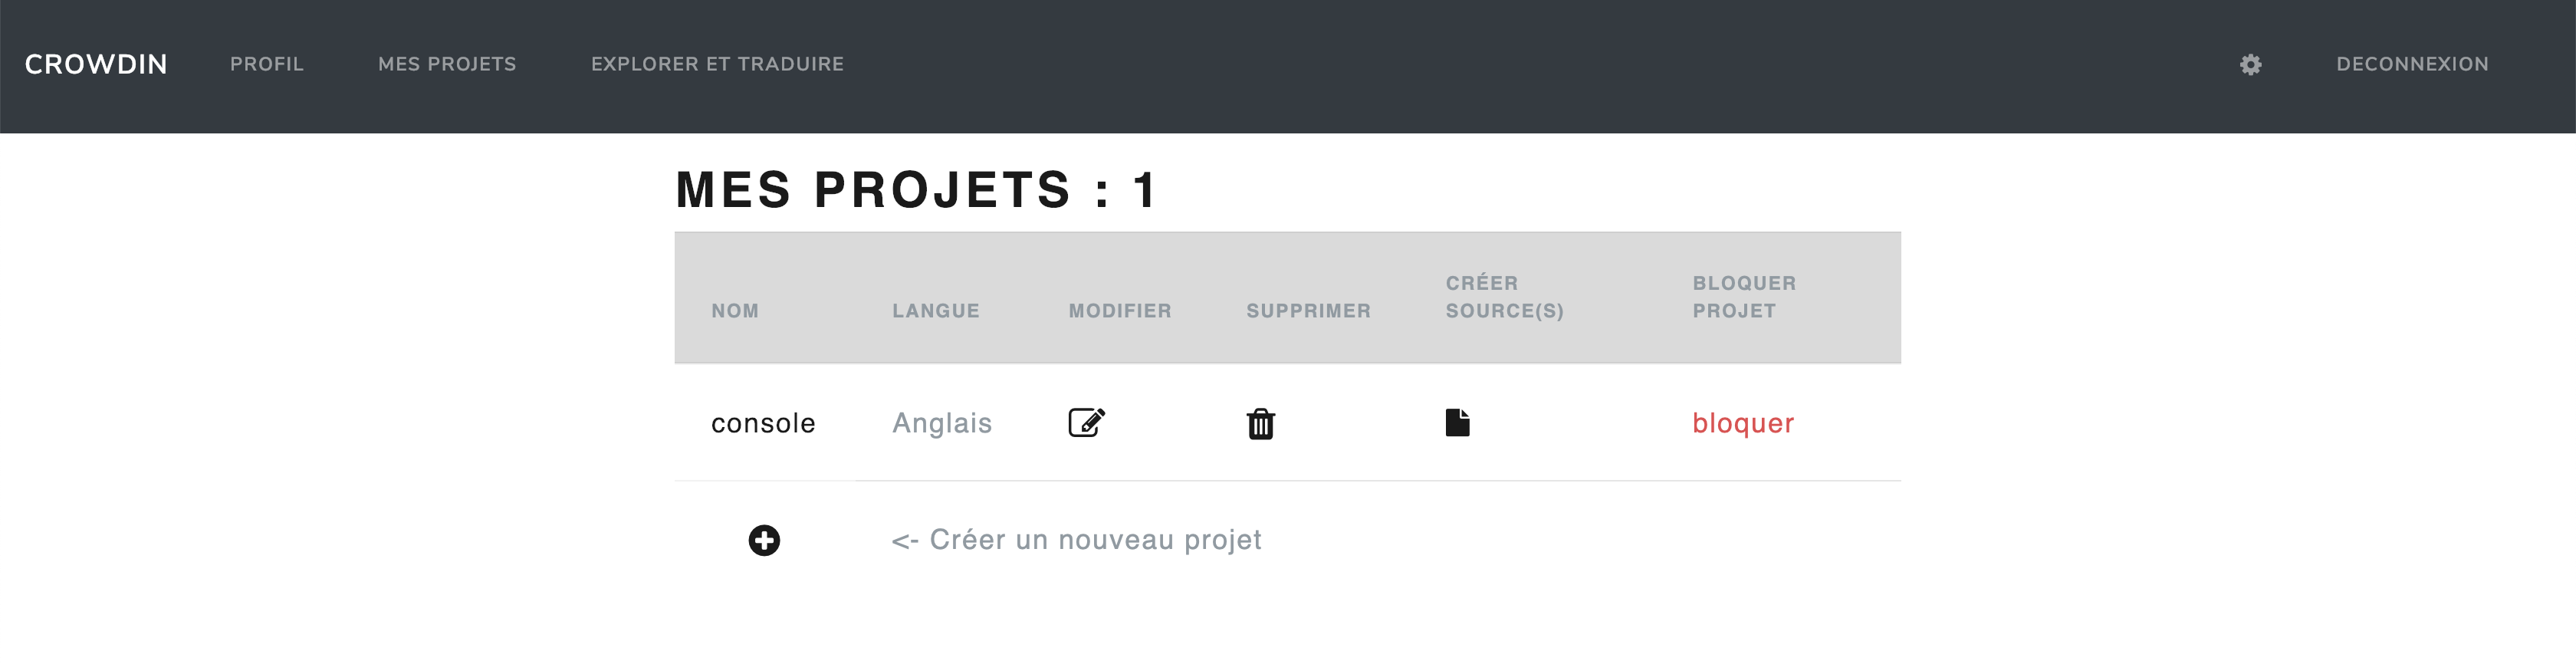 CROWDIN PROFIL MES PROJETS EXPLORER ET TRADUIRE DECONNEXION
MES PROJETS : 1
NOM LANGUE MODIFIER SUPPRIMER CRÉER SOURCE(S) BLOQUER PROJET
console Anglais bloquer
<- Créer un nouveau projet